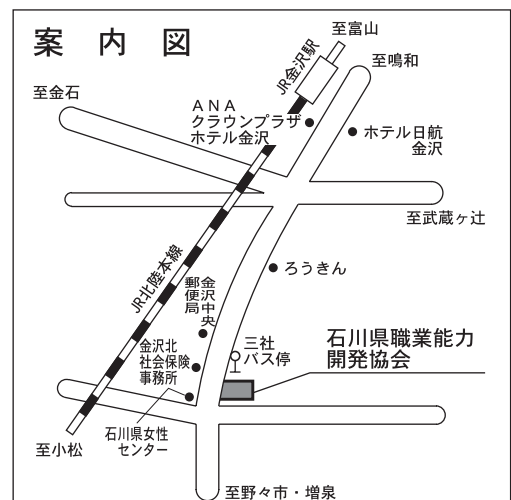 案内図
至富山
JR金沢駅
至鳴和
至金石
ANA
クラウンプラザ
ホテル金沢
ホテル日航
金沢
至武蔵ヶ辻
JR北陸本線
ろうきん
金沢中央
郵便局
三社
バス停
石川県職業能力
開発協会
金沢北
社会保険
事務所
石川県女性
センター
至小松
至野々市・増泉